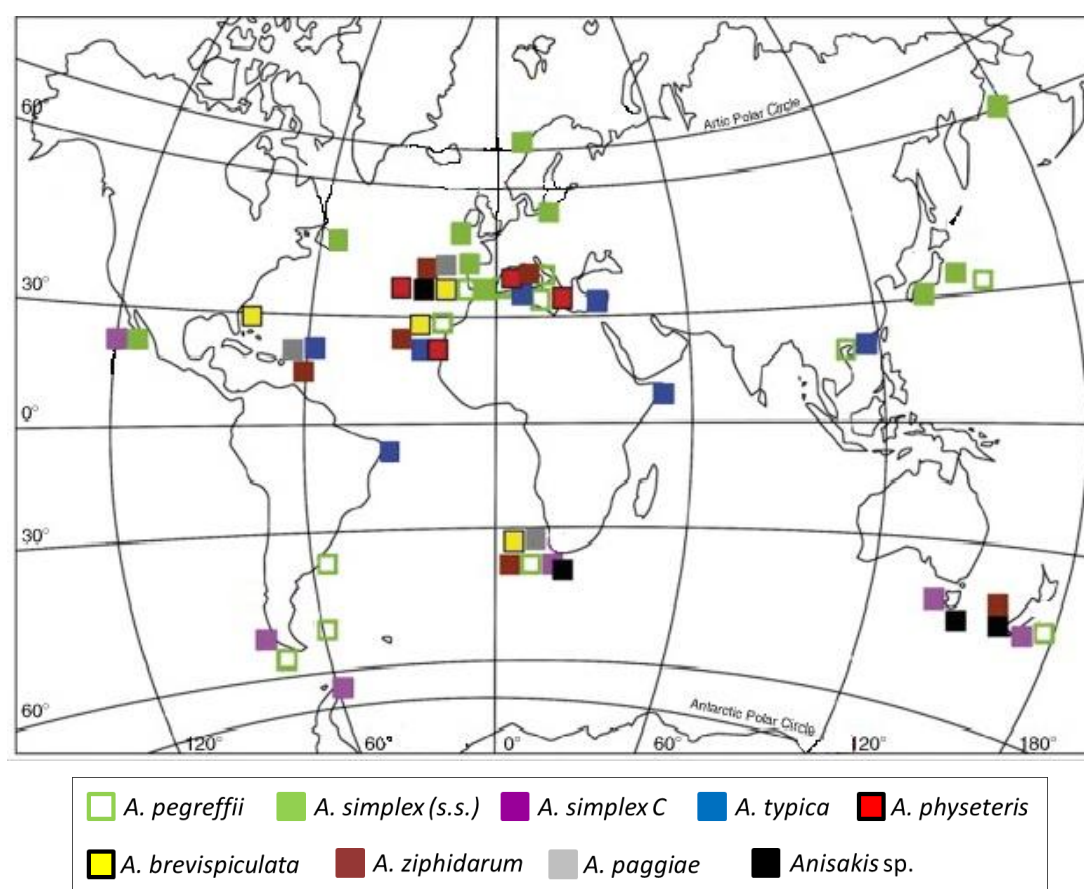 60°
Artic Polar Circle
30°
0°
30°
60°
Antarctic Polar Circle
120° 60° 0° 60° 120° 180°
A. pegreffii A. simplex (s.s.) A. simplex C A. typica A. physeteris
A. brevispiculata A. ziphidarum A. paggiae Anisakis sp.